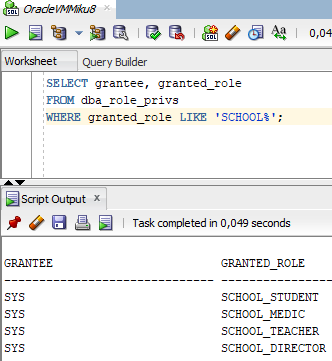 OracleVMMiku8
0,04
Worksheet Query Builder
SELECT grantee, granted_role
FROM dba_role_privs
WHERE granted_role LIKE 'SCHOOL%';
Script Output
Task completed in 0,049 seconds
GRANTEE GRANTED_ROLE
------------------------------ --------------------
SYS SCHOOL_STUDENT
SYS SCHOOL_MEDIC
SYS SCHOOL_TEACHER
SYS SCHOOL_DIRECTOR